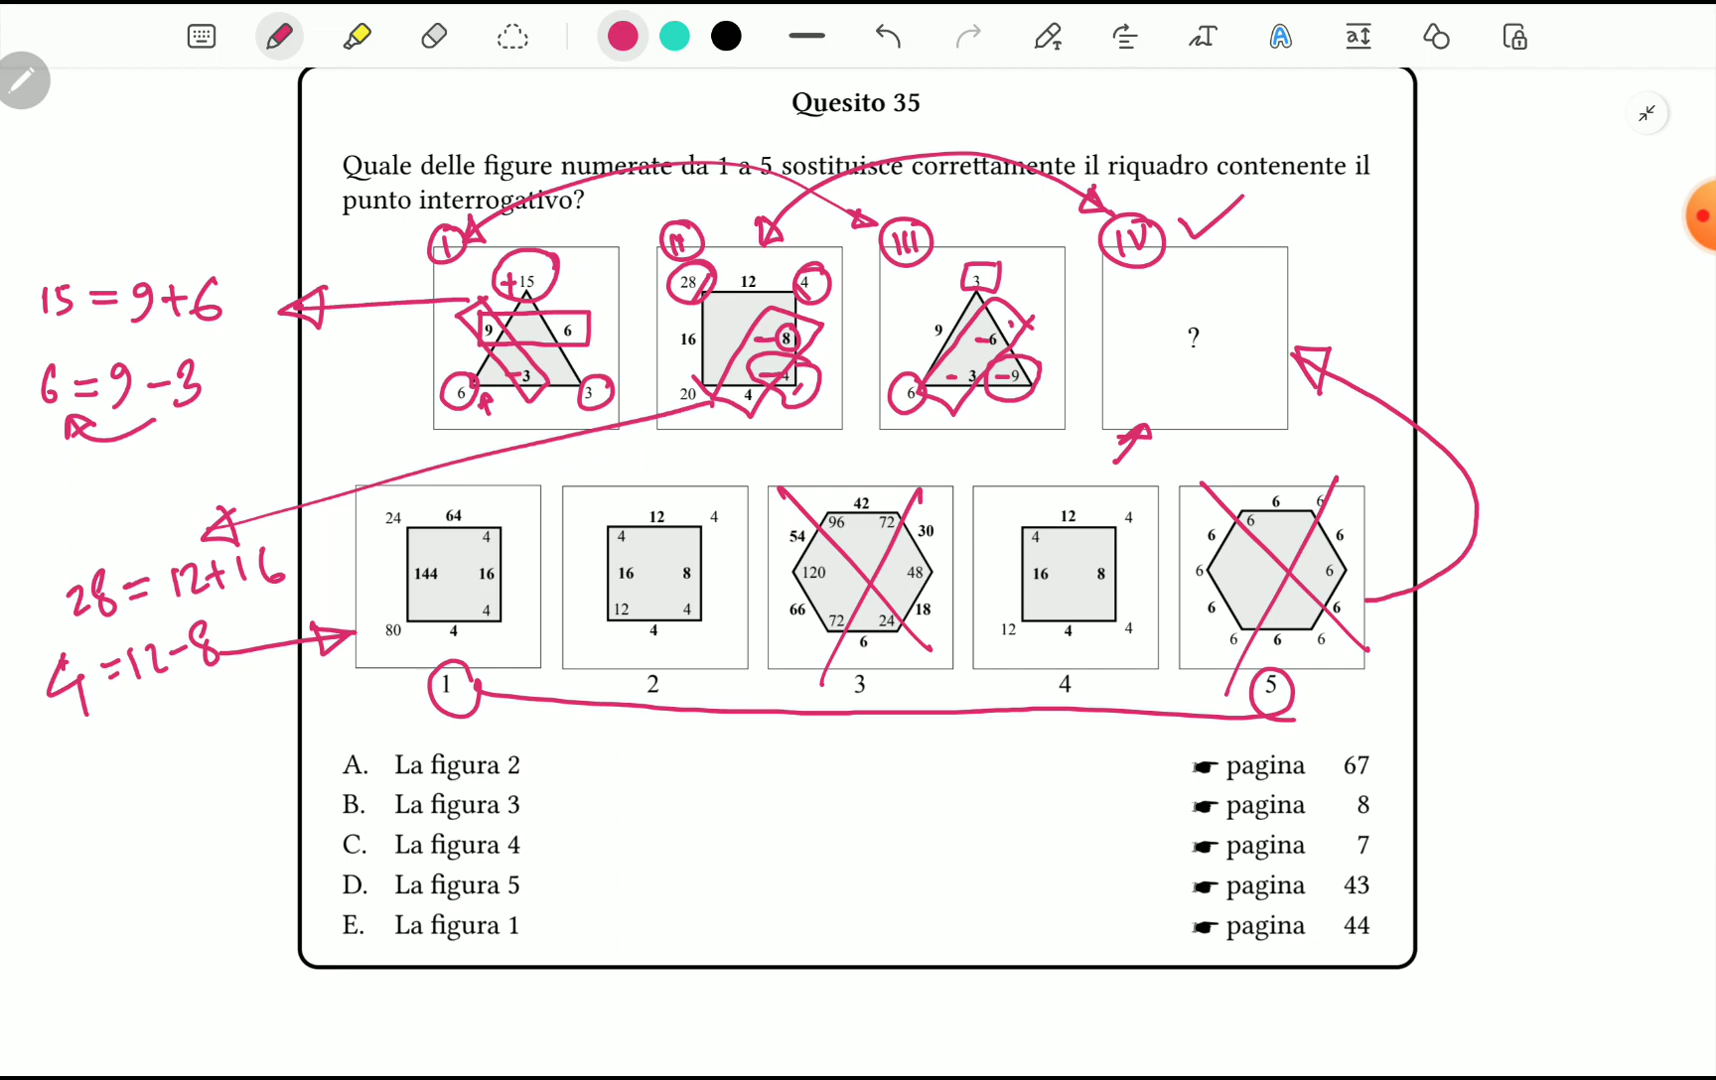 Quesito 35
Quale delle figure numerate da 1 a 5 sostituisce correttamente il riquadro contenente il
punto interrogativo?
I II III IV
+15 28 12 4 3
15 = 9+6
9 6 16 -8 9 -6 ?
-3 -4 -3 -9
6 3 20 4 6
6 = 9-3
28 = 12+16
4 = 12-8
24 64 12 4 42 12 4 6 6
4 4 96 72 4 6
54 30 6 6
144 16 16 8 120 48 16 8 6 6
4 12 4 66 18 6 6
80 4 4 72 24 12 4 4 6 6 6
6
1 2 3 4 5
A. La figura 2 pagina 67
B. La figura 3 pagina 8
C. La figura 4 pagina 7
D. La figura 5 pagina 43
E. La figura 1 pagina 44